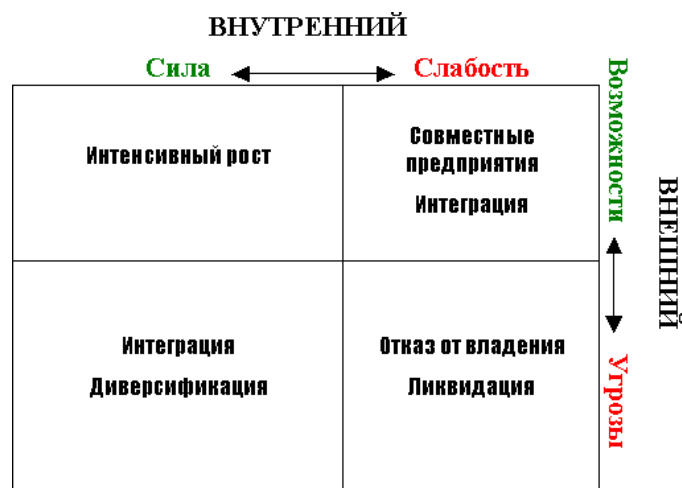 ВНУТРЕННИЙ
Сила
Слабость
Возможности
ВНЕШНИЙ
Интенсивный рост
Совместные
предприятия
Интеграция
Интеграция
Диверсификация
Отказ от владения
Ликвидация
Угрозы